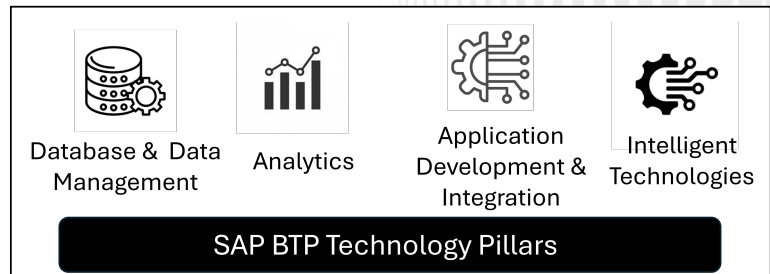 Database & Data
Management
Analytics
Application
Development &
Integration
Intelligent
Technologies
SAP BTP Technology Pillars